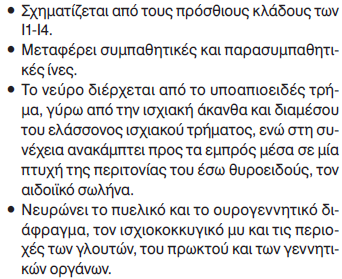 • Σχηματίζεται από τους πρόσθιους κλάδους των
Ι1-Ι4.
• Μεταφέρει συμπαθητικές και παρασυμπαθητι-
κές ίνες.
• Το νεύρο διέρχεται από το υποαπιοειδές τρή-
μα, γύρω από την ισχιακή άκανθα και διαμέσου
του ελάσσονος ισχιακού τρήματος, ενώ στη συ-
νέχεια ανακάμπτει προς τα εμπρός μέσα σε μία
πτυχή της περιτονίας του έσω θυροειδούς, τον
αιδοιϊκό σωλήνα.
• Νευρώνει το πυελικό και το ουρογεννητικό δι-
άφραγμα, τον ισχιοκοκκυγικό μυ και τις περιο-
χές των γλουτών, του πρωκτού και των γεννητι-
κών οργάνων.